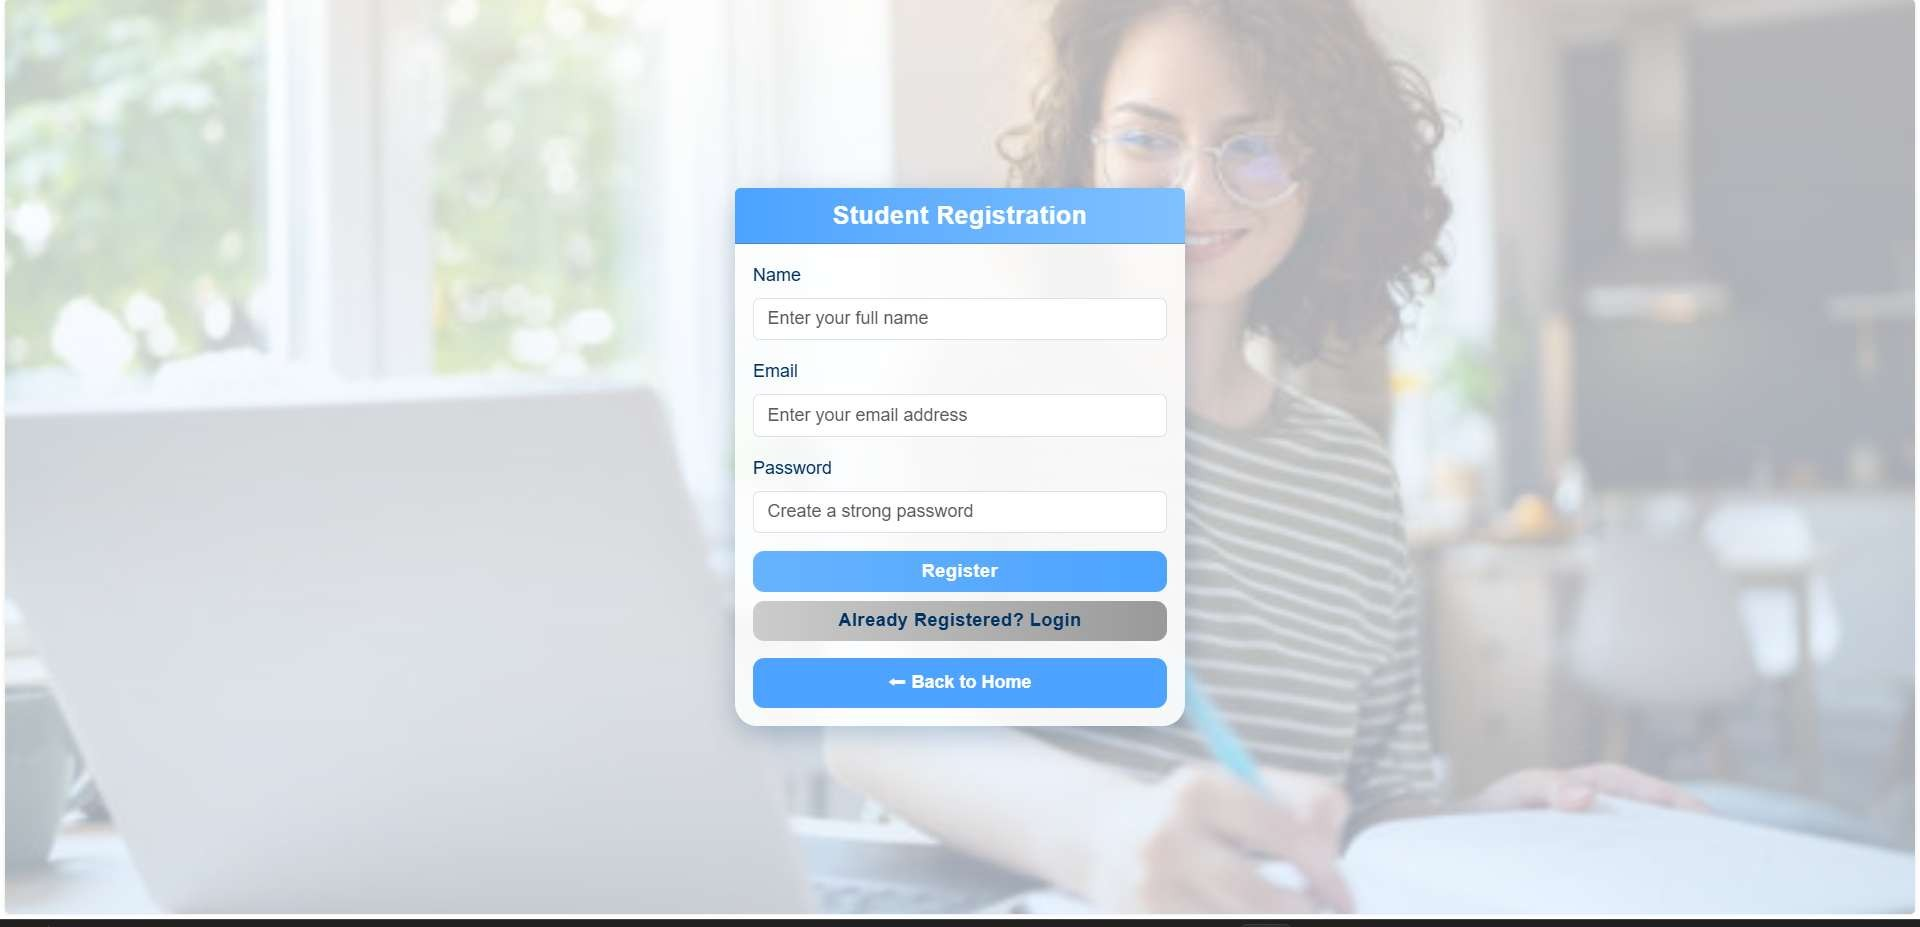 Student Registration
Name
Enter your full name
Email
Enter your email address
Password
Create a strong password
Register
Already Registered? Login
⬅ Back to Home